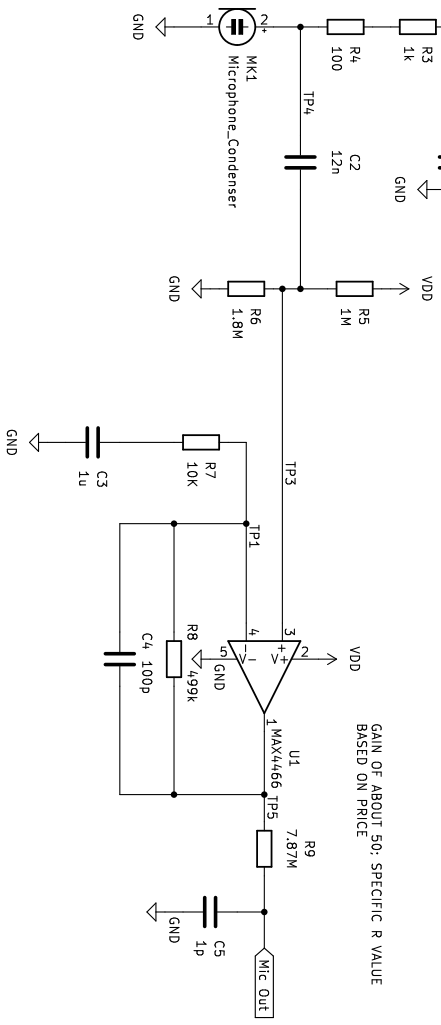 GND
1
2
+
MK1
Microphone_Condenser
R4
100
R3
1k
TP4
C2
12n
GND
VDD
R5
1M
R6
1.8M
GND
TP3
GND
C3
1u
R7
10K
TP1
3
+
4
-
V+
2
VDD
V-
5
GND
1
U1
MAX4466
R8
499k
C4
100p
TP5
R9
7.87M
C5
1p
GND
Mic Out
GAIN OF ABOUT 50; SPECIFIC R VALUE
BASED ON PRICE